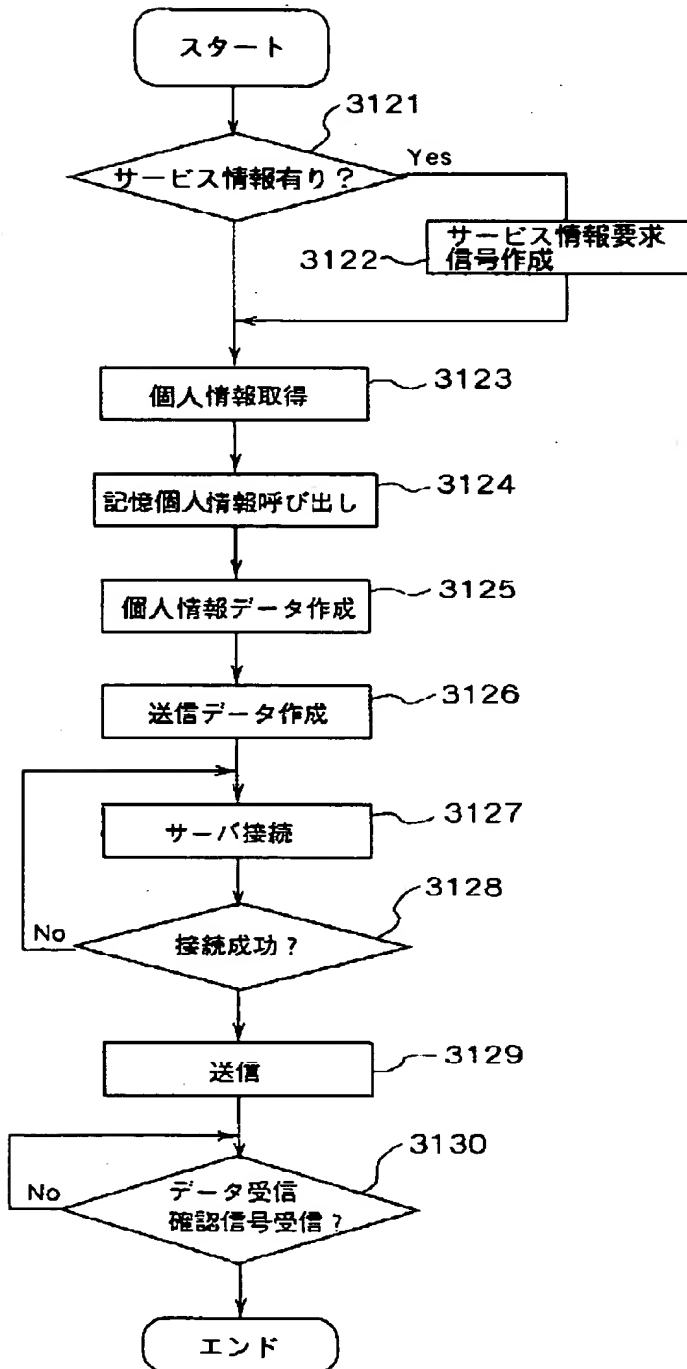 スタート
3121
サービス情報有り?
Yes
3122
サービス情報要求
信号作成
個人情報取得
3123
記憶個人情報呼び出し
3124
個人情報データ作成
3125
送信データ作成
3126
サーバ接続
3127
3128
No
接続成功?
送信
3129
3130
No
データ受信
確認信号受信?
エンド